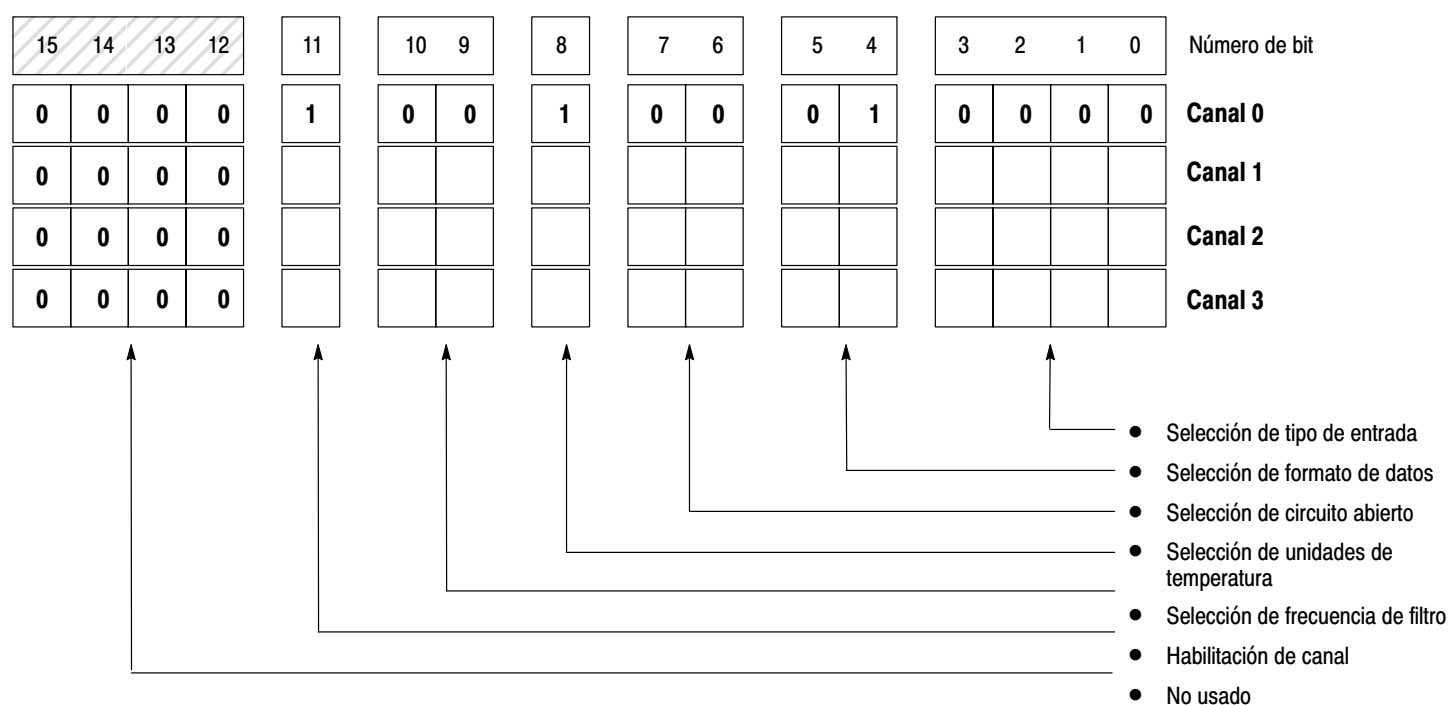 15 14 13 12 11 10 9 8 7 6 5 4 3 2 1 0 Número de bit
0 0 0 0 1 0 0 1 0 0 0 1 0 0 0 0 Canal 0
0 0 0 0 Canal 1
0 0 0 0 Canal 2
0 0 0 0 Canal 3
● Selección de tipo de entrada
● Selección de formato de datos
● Selección de circuito abierto
● Selección de unidades de
temperatura
● Selección de frecuencia de filtro
● Habilitación de canal
● No usado